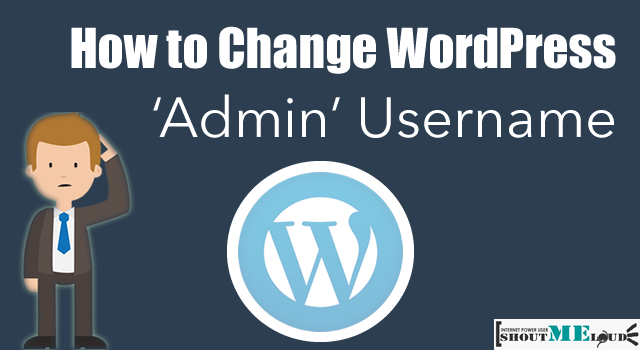 How to Change WordPress
‘Admin’ Username
W
INTERNET POWER USER
[SHOUTMELOUD